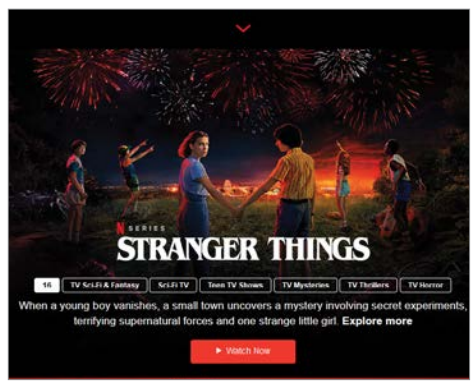 N SERIES
STRANGER THINGS
16 TV Sci-Fi & Fantasy Sci-Fi TV Teen TV Shows TV Mysteries TV Thrillers TV Horror
When a young boy vanishes, a small town uncovers a mystery involving secret experiments,
terrifying supernatural forces and one strange little girl. Explore more
Watch Now